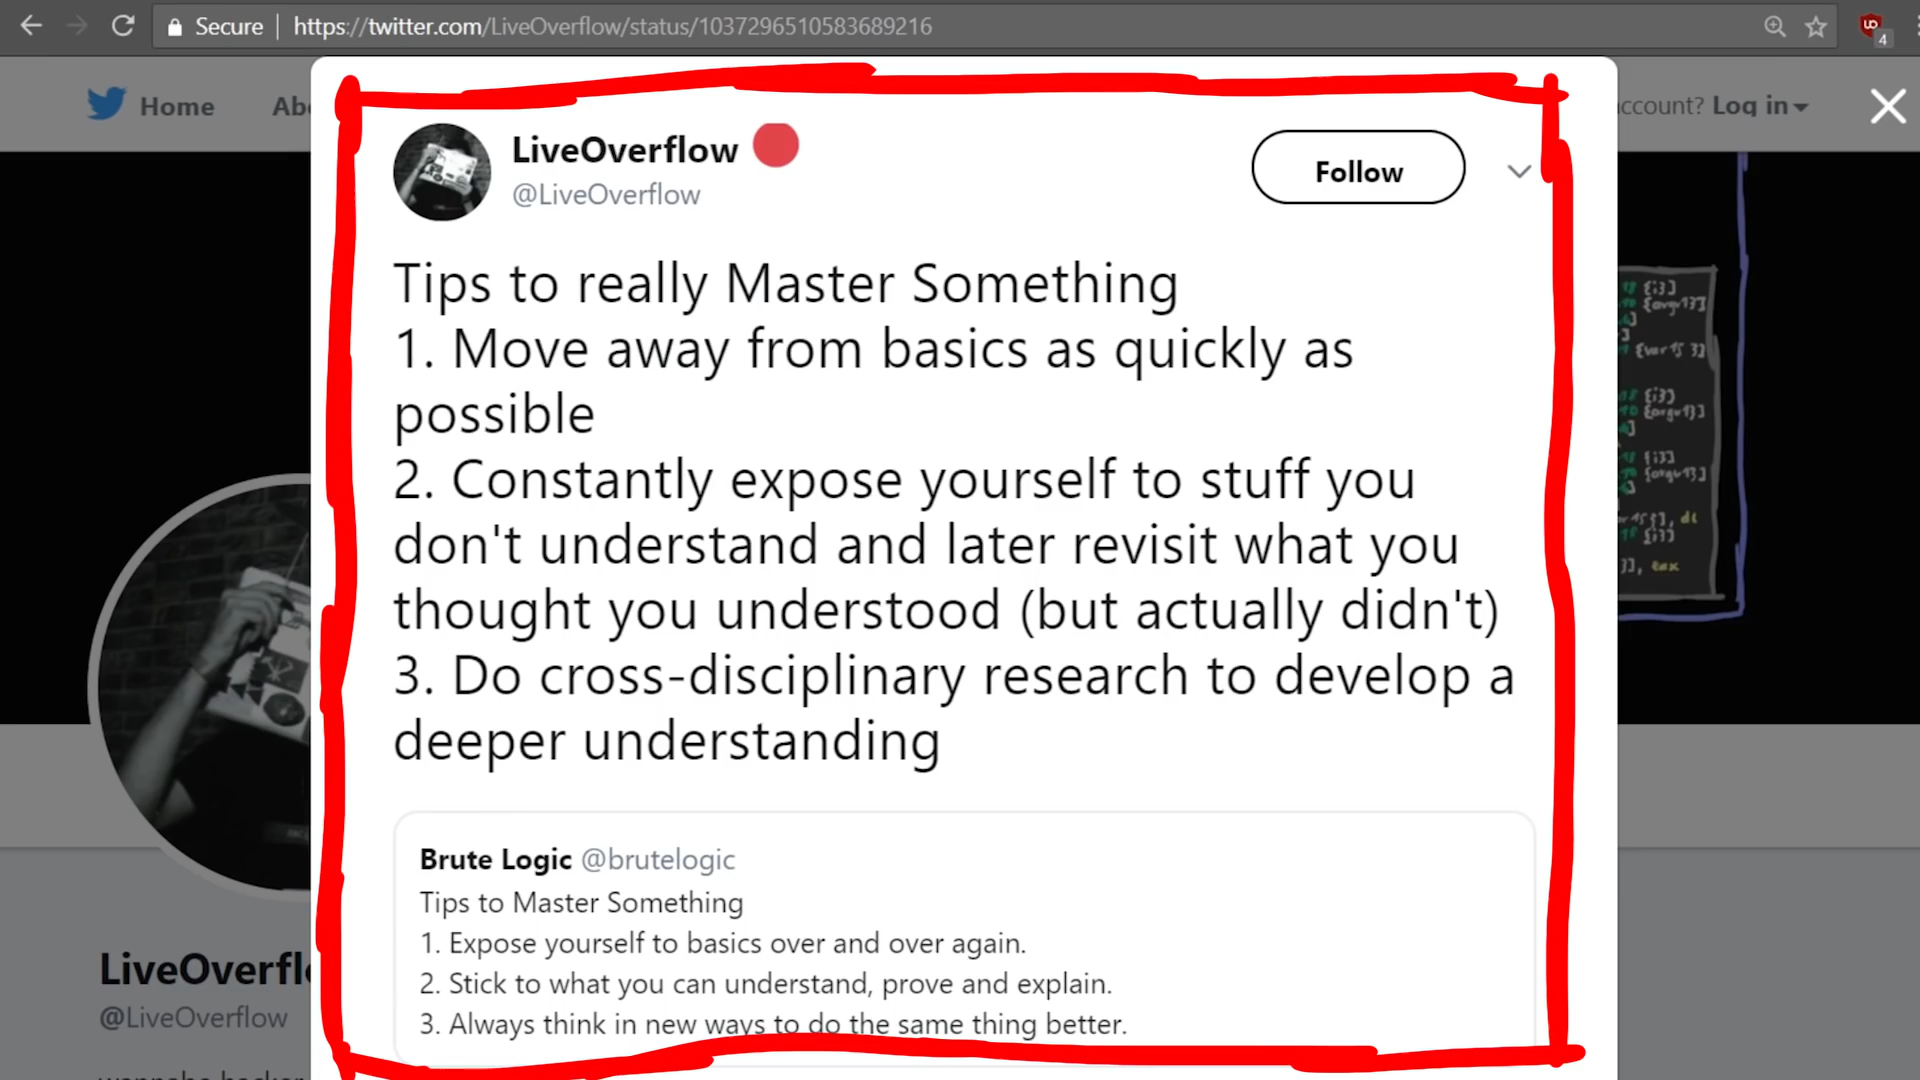 Secure https://twitter.com/LiveOverflow/status/1037296510583689216
4
Home
account? Log in
LiveOverflow
@LiveOverflow
Follow
Tips to really Master Something
1. Move away from basics as quickly as
possible
2. Constantly expose yourself to stuff you
don't understand and later revisit what you
thought you understood (but actually didn't)
3. Do cross-disciplinary research to develop a
deeper understanding
Brute Logic @brutelogic
Tips to Master Something
1. Expose yourself to basics over and over again.
2. Stick to what you can understand, prove and explain.
3. Always think in new ways to do the same thing better.
@LiveOverflow